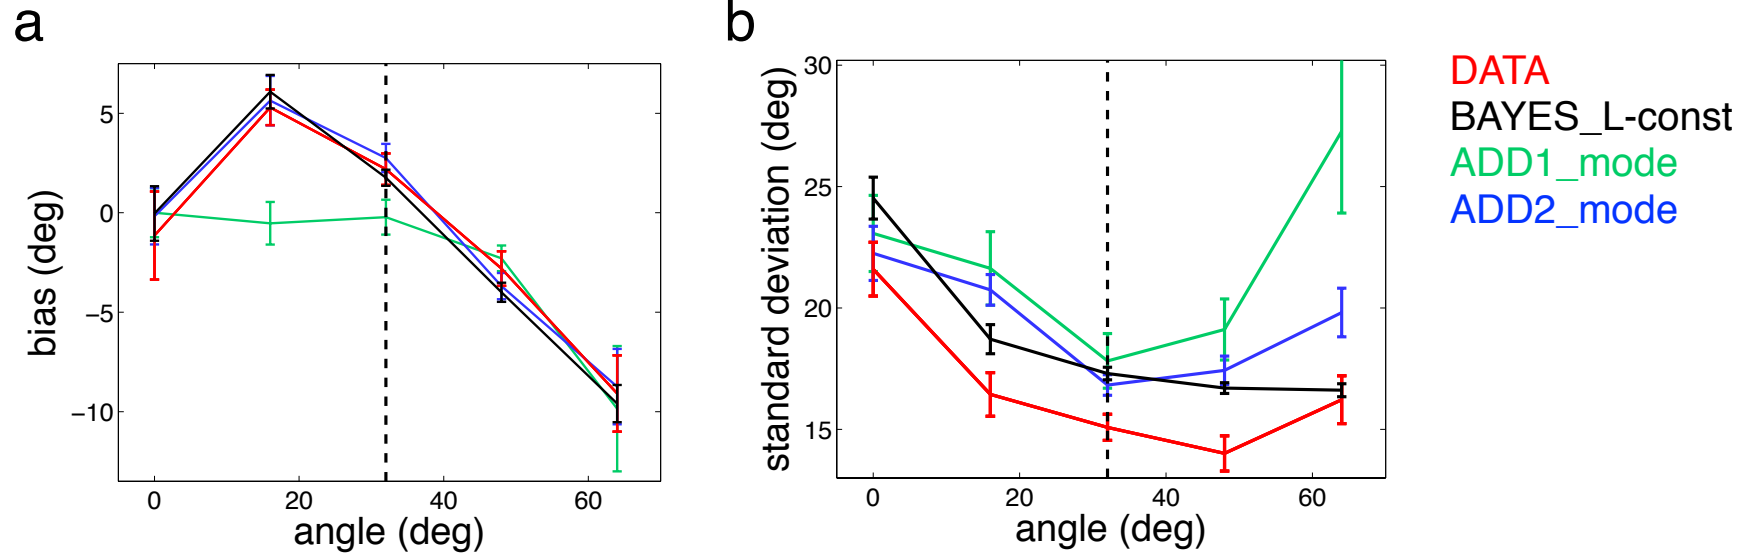 a
b
5
0
−5
−10
bias (deg)
0
20
40
60
angle (deg)
30
25
20
15
standard deviation (deg)
0
20
40
60
angle (deg)
DATA
BAYES_L-const
ADD1_mode
ADD2_mode